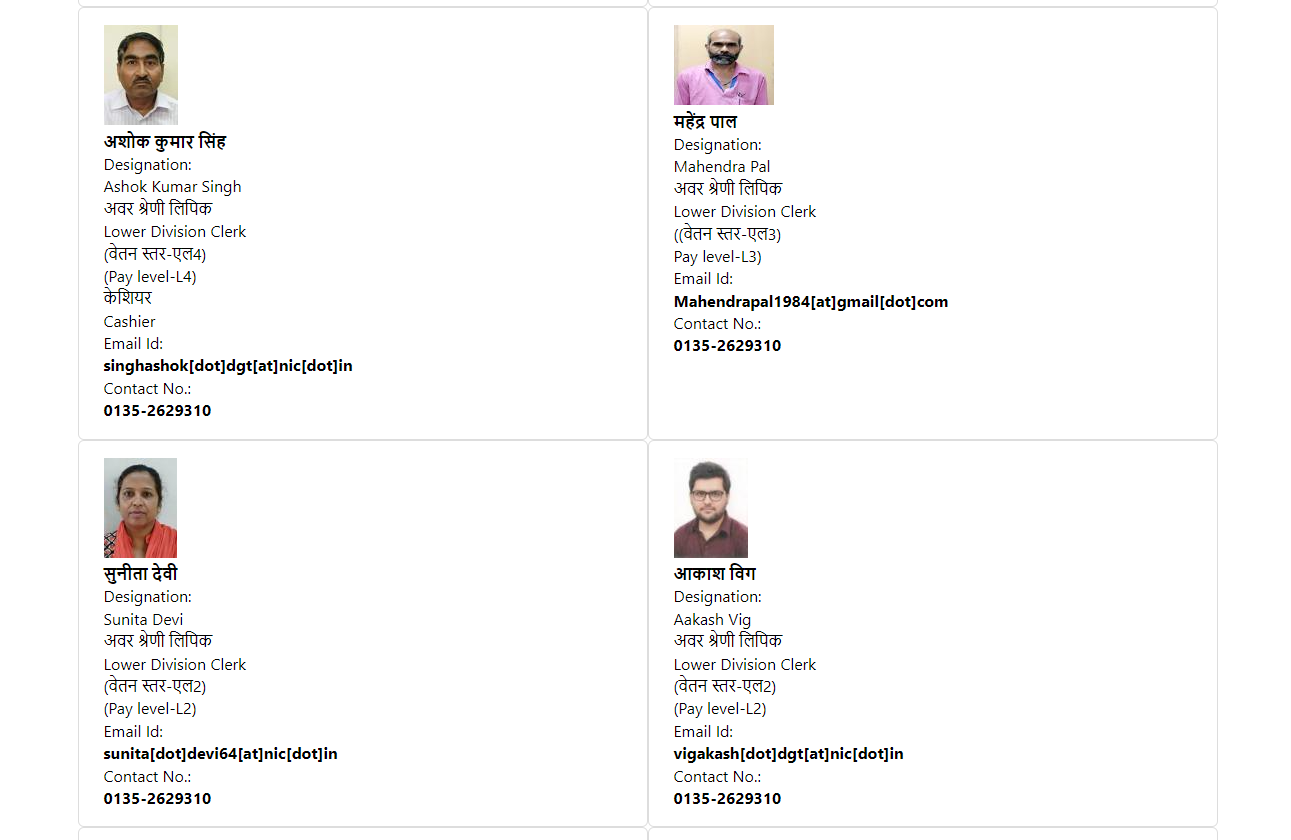 अशोक कुमार सिंह
Designation:
Ashok Kumar Singh
अवर श्रेणी लिपिक
Lower Division Clerk
(वेतन स्तर-एल4)
(Pay level-L4)
केशियर
Cashier
Email Id:
singhashok[dot]dgt[at]nic[dot]in
Contact No.:
0135-2629310
महेंद्र पाल
Designation:
Mahendra Pal
अवर श्रेणी लिपिक
Lower Division Clerk
((वेतन स्तर-एल3)
Pay level-L3)
Email Id:
Mahendrapal1984[at]gmail[dot]com
Contact No.:
0135-2629310
सुनीता देवी
Designation:
Sunita Devi
अवर श्रेणी लिपिक
Lower Division Clerk
(वेतन स्तर-एल2)
(Pay level-L2)
Email Id:
sunita[dot]devi64[at]nic[dot]in
Contact No.:
0135-2629310
आकाश विग
Designation:
Aakash Vig
अवर श्रेणी लिपिक
Lower Division Clerk
(वेतन स्तर-एल2)
(Pay level-L2)
Email Id:
vigakash[dot]dgt[at]nic[dot]in
Contact No.:
0135-2629310